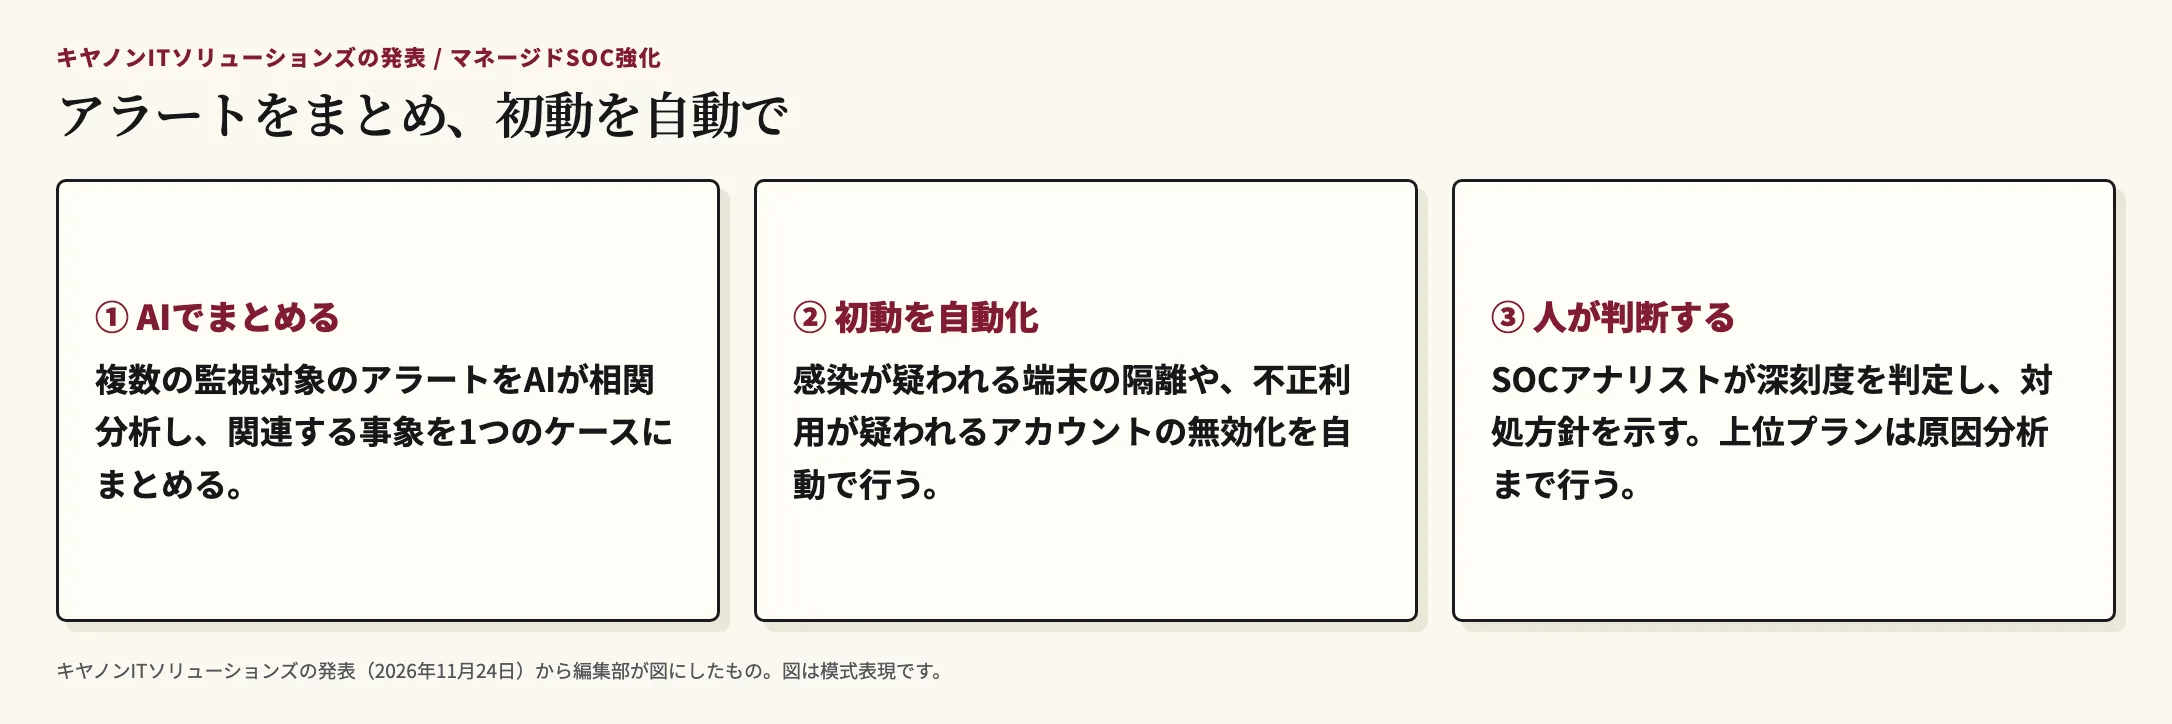 キヤノンITソリューションズの発表 / マネージドSOC強化
アラートをまとめ、初動を自動で
① AIでまとめる
複数の監視対象のアラートをAIが相関
分析し、関連する事象を1つのケースに
まとめる。
② 初動を自動化
感染が疑われる端末の隔離や、不正利
用が疑われるアカウントの無効化を自
動で行う。
③ 人が判断する
SOCアナリストが深刻度を判定し、対
処方針を示す。上位プランは原因分析
まで行う。
キヤノンITソリューションズの発表（2026年11月24日）から編集部が図にしたもの。図は模式表現です。